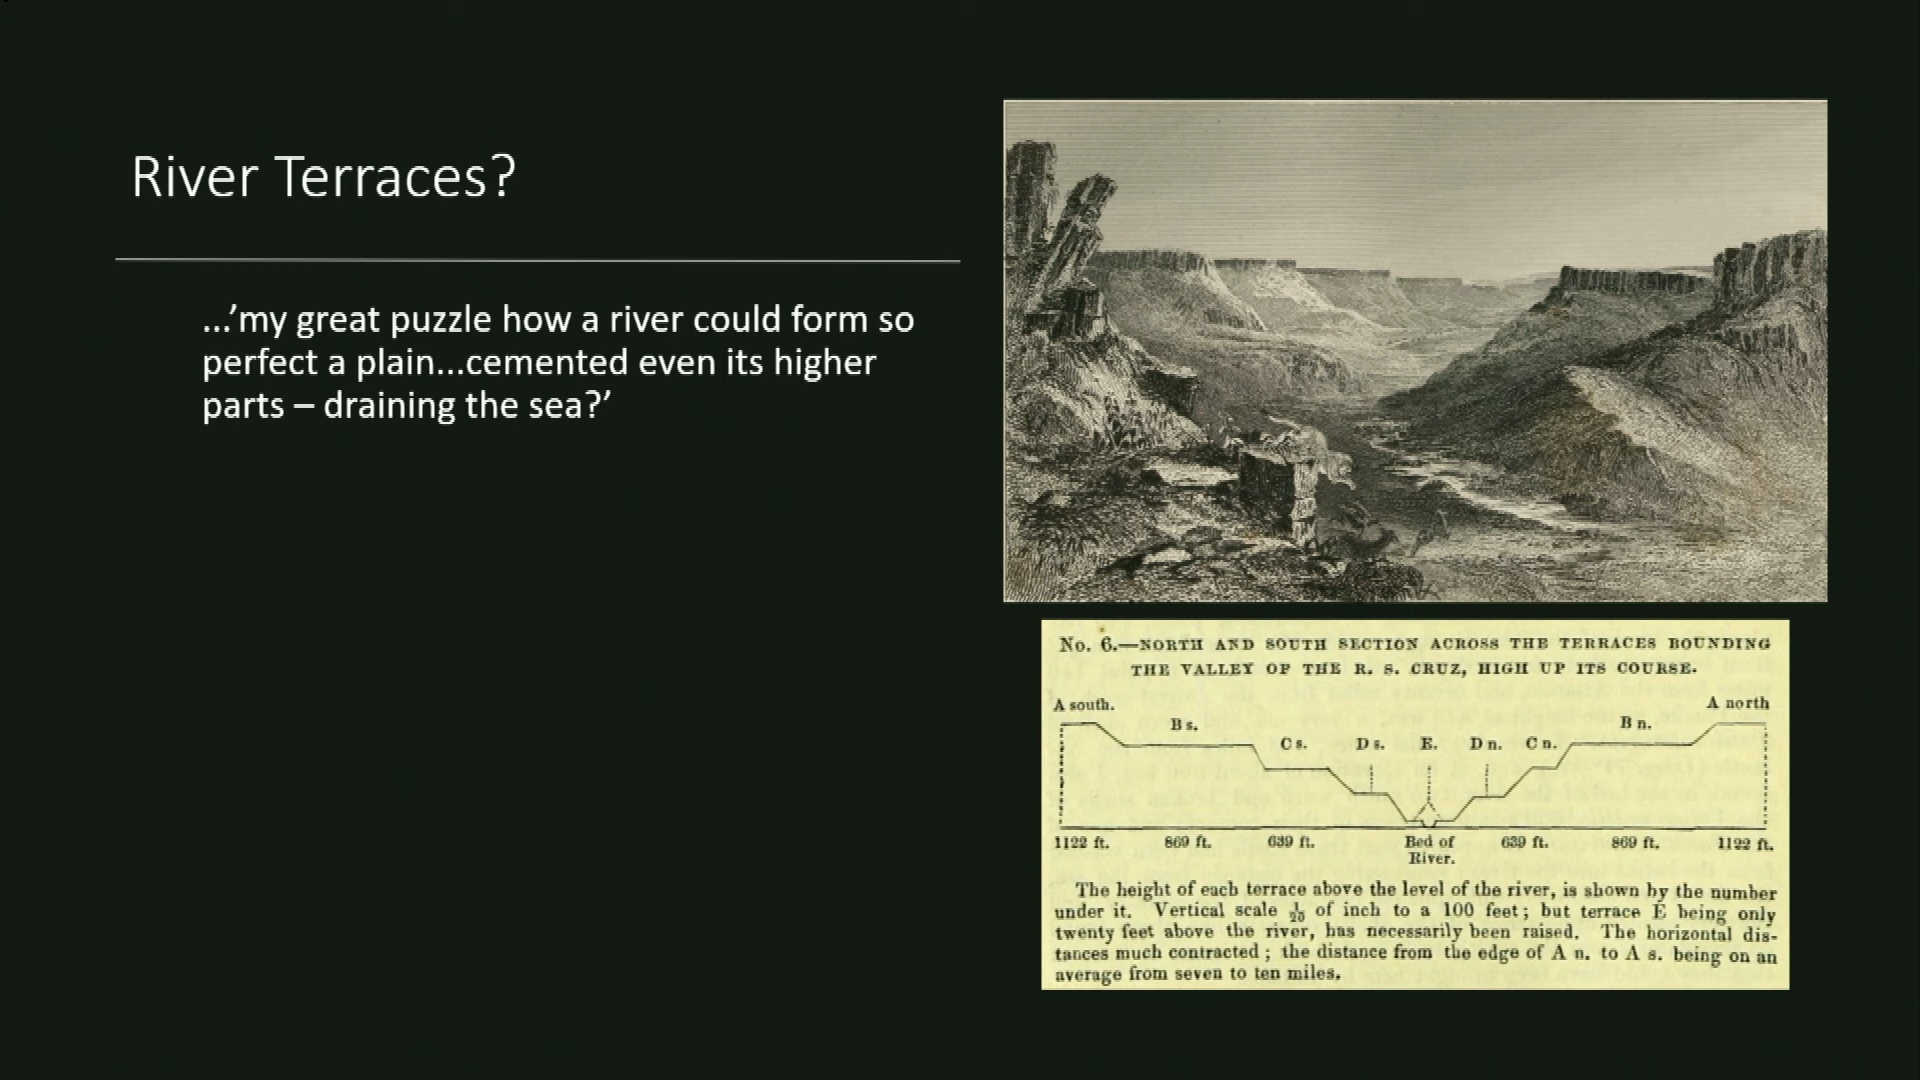 River Terraces?
...’my great puzzle how a river could form so
perfect a plain...cemented even its higher
parts – draining the sea?’
No. 6.—NORTH AND SOUTH SECTION ACROSS THE TERRACES BOUNDING
THE VALLEY OF THE R. S. CRUZ, HIGH UP ITS COURSE.
A south.
A north
B s.
B n.
C s.
D s.
E.
D n.
C n.
1122 ft.
869 ft.
639 ft.
Bed of
River.
639 ft.
869 ft.
1122 ft.
The height of each terrace above the level of the river, is shown by the number
under it. Vertical scale 1/20 of inch to a 100 feet; but terrace E being only
twenty feet above the river, has necessarily been raised. The horizontal dis-
tances much contracted; the distance from the edge of A n. to A s. being on an
average from seven to ten miles.